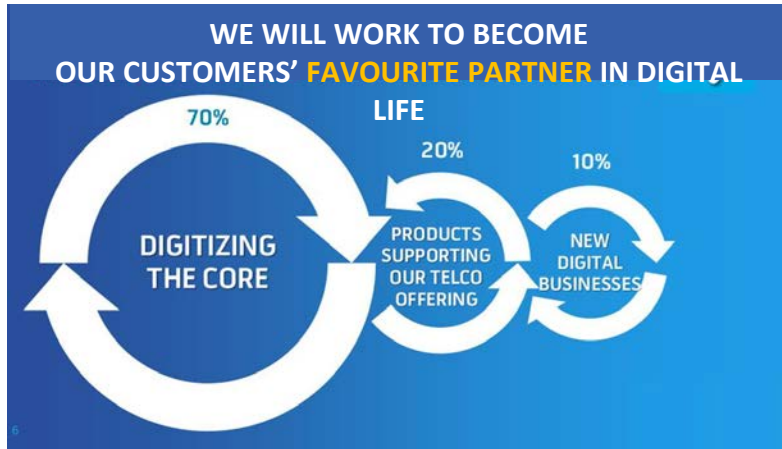 WE WILL WORK TO BECOME
OUR CUSTOMERS’ FAVOURITE PARTNER IN DIGITAL
LIFE
70%
DIGITIZING
THE CORE
20%
PRODUCTS
SUPPORTING
OUR TELCO
OFFERING
10%
NEW
DIGITAL
BUSINESSES
6